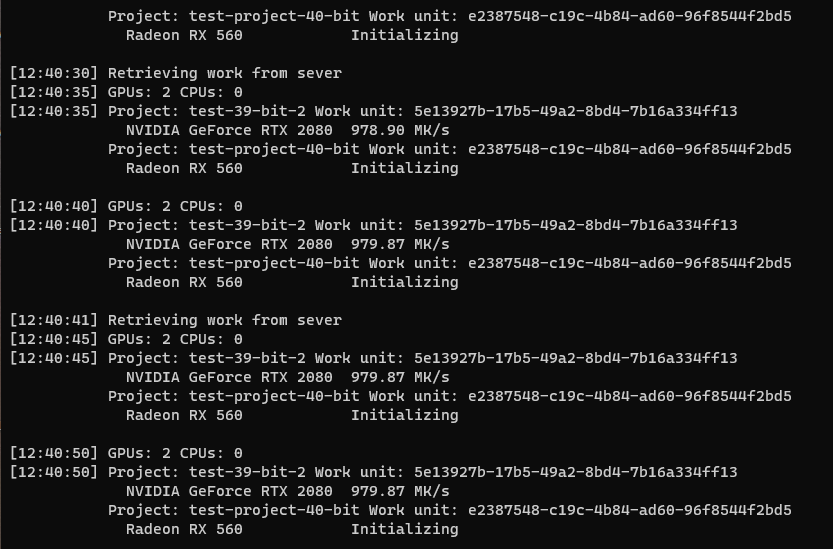 Project: test-project-40-bit Work unit: e2387548-c19c-4b84-ad60-96f8544f2bd5
Radeon RX 560            Initializing
[12:40:30] Retrieving work from sever
[12:40:35] GPUs: 2 CPUs: 0
[12:40:35] Project: test-39-bit-2 Work unit: 5e13927b-17b5-49a2-8bd4-7b16a334ff13
NVIDIA GeForce RTX 2080  978.90 MK/s
Project: test-project-40-bit Work unit: e2387548-c19c-4b84-ad60-96f8544f2bd5
Radeon RX 560            Initializing
[12:40:40] GPUs: 2 CPUs: 0
[12:40:40] Project: test-39-bit-2 Work unit: 5e13927b-17b5-49a2-8bd4-7b16a334ff13
NVIDIA GeForce RTX 2080  979.87 MK/s
Project: test-project-40-bit Work unit: e2387548-c19c-4b84-ad60-96f8544f2bd5
Radeon RX 560            Initializing
[12:40:41] Retrieving work from sever
[12:40:45] GPUs: 2 CPUs: 0
[12:40:45] Project: test-39-bit-2 Work unit: 5e13927b-17b5-49a2-8bd4-7b16a334ff13
NVIDIA GeForce RTX 2080  979.87 MK/s
Project: test-project-40-bit Work unit: e2387548-c19c-4b84-ad60-96f8544f2bd5
Radeon RX 560            Initializing
[12:40:50] GPUs: 2 CPUs: 0
[12:40:50] Project: test-39-bit-2 Work unit: 5e13927b-17b5-49a2-8bd4-7b16a334ff13
NVIDIA GeForce RTX 2080  979.87 MK/s
Project: test-project-40-bit Work unit: e2387548-c19c-4b84-ad60-96f8544f2bd5
Radeon RX 560            Initializing